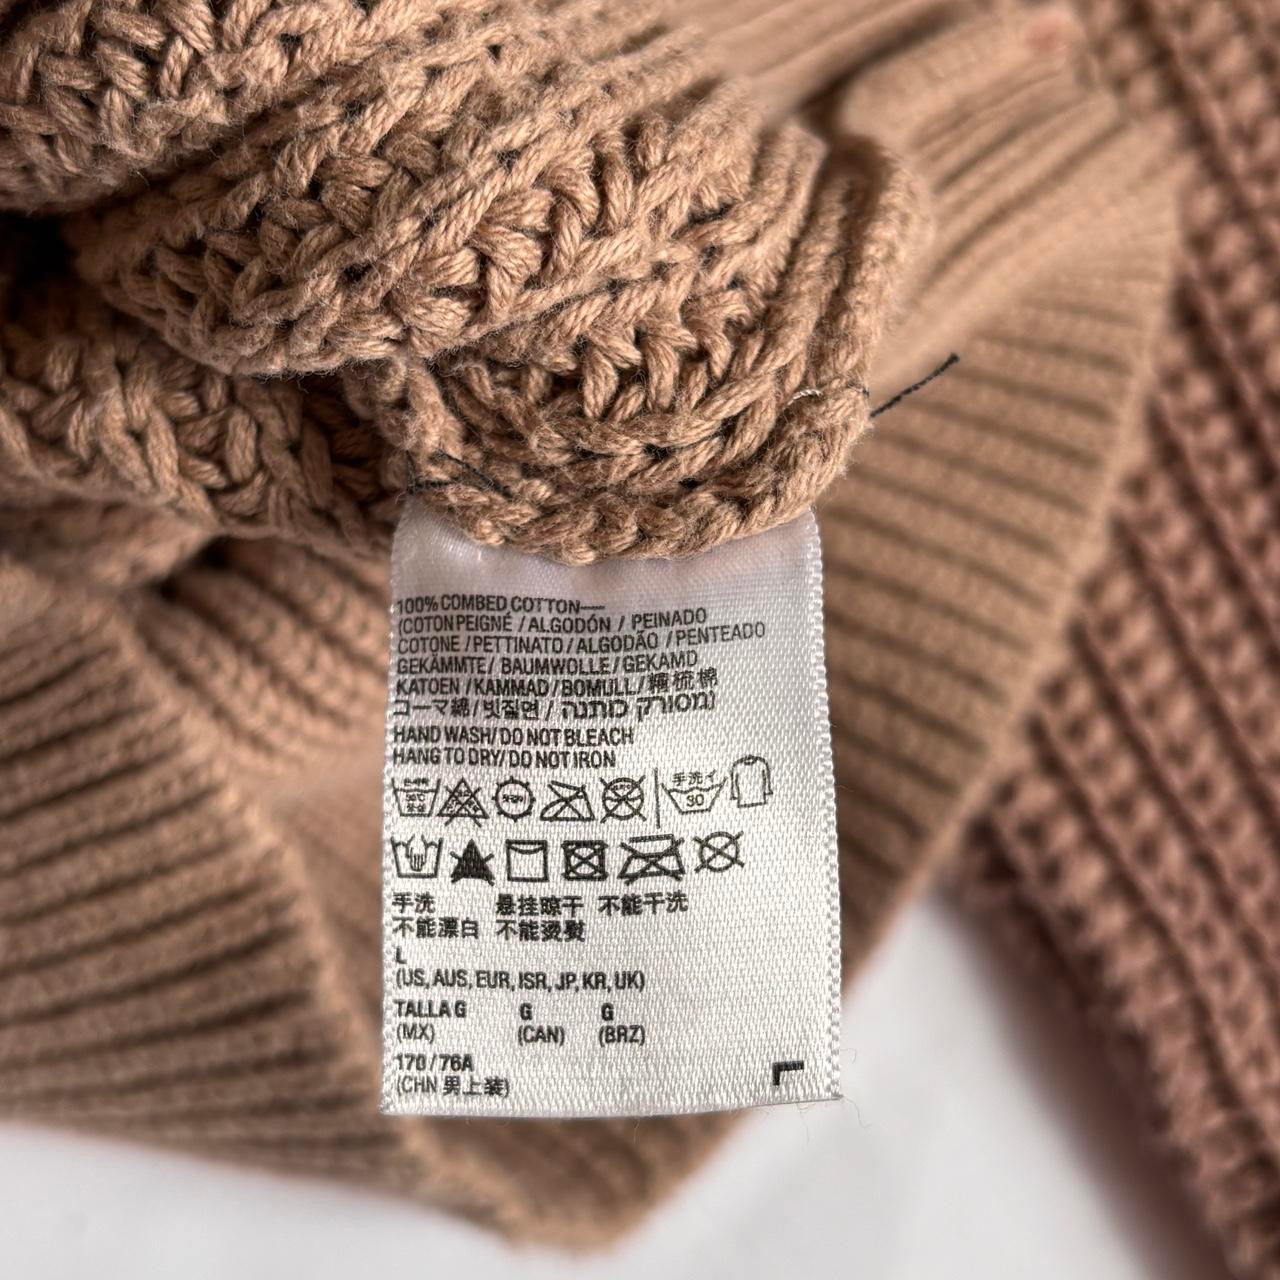 100% COMBED COTTON—
(COTON PEIGNÉ / ALGODÓN / PEINADO
COTONE / PETTINATO / ALGODÃO / PENTEADO
GEKÄMMTE / BAUMWOLLE / GEKAMD
KATOEN / KAMMAD / BOMULL / 精梳棉
コーマ綿 / 빗질면 / כותנה מסורק
HAND WASH/ DO NOT BLEACH
HANG TO DRY/ DO NOT IRON
手洗イ
30
手洗 悬挂晾干 不能干洗
不能漂白 不能烫熨
L
(US, AUS, EUR, ISR, JP, KR, UK)
TALLA G G G
(MX) (CAN) (BRZ)
170 / 76A
(CHN 男上装)
L